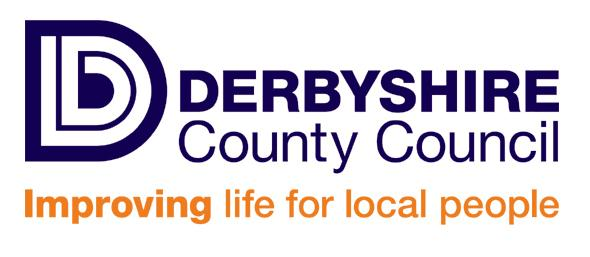 DERBYSHIRE
County Council
Improving life for local people